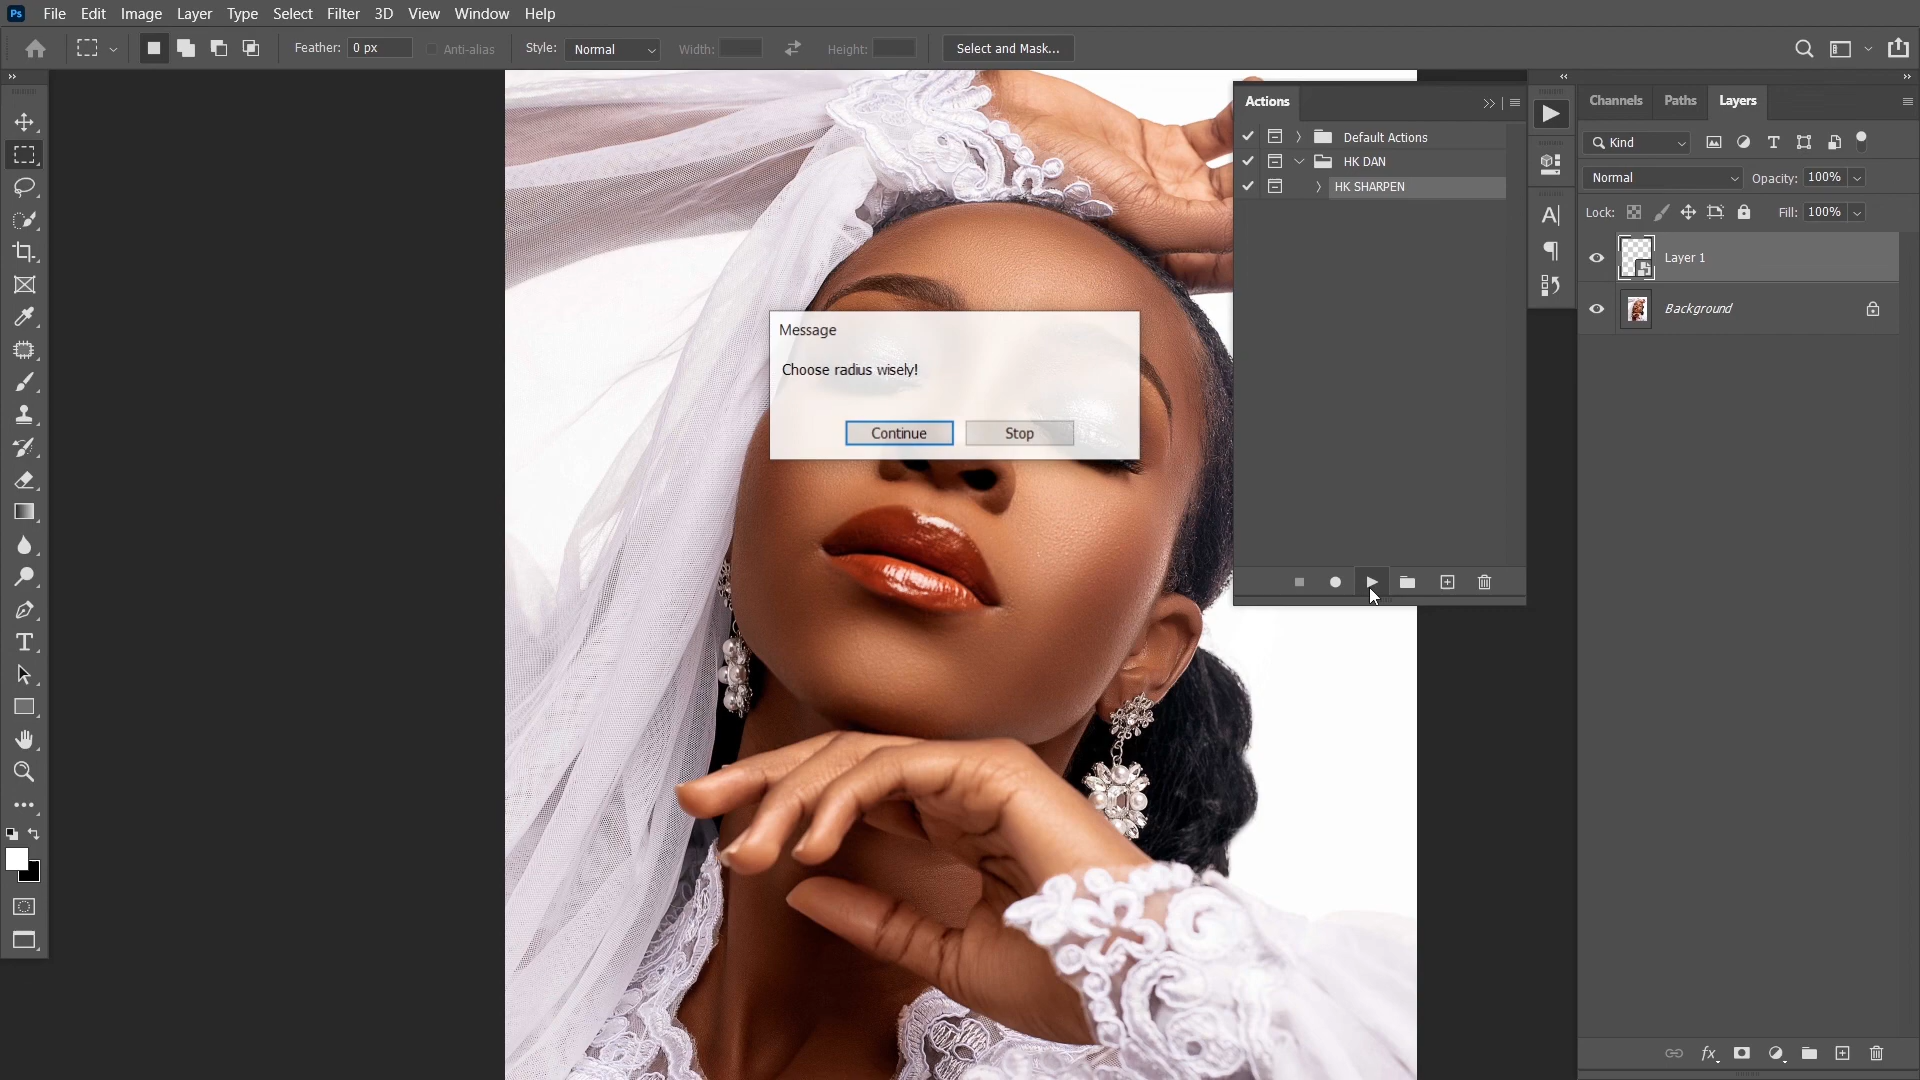 Ps File Edit Image Layer Type Select Filter 3D View Window Help
Feather: 0 px Anti-alias Style: Normal Width: Height: Select and Mask...
Actions
Default Actions
HK DAN
HK SHARPEN
Message
Choose radius wisely!
Continue Stop
Channels Paths Layers
Kind
Normal Opacity: 100%
Lock: Fill: 100%
Layer 1
Background